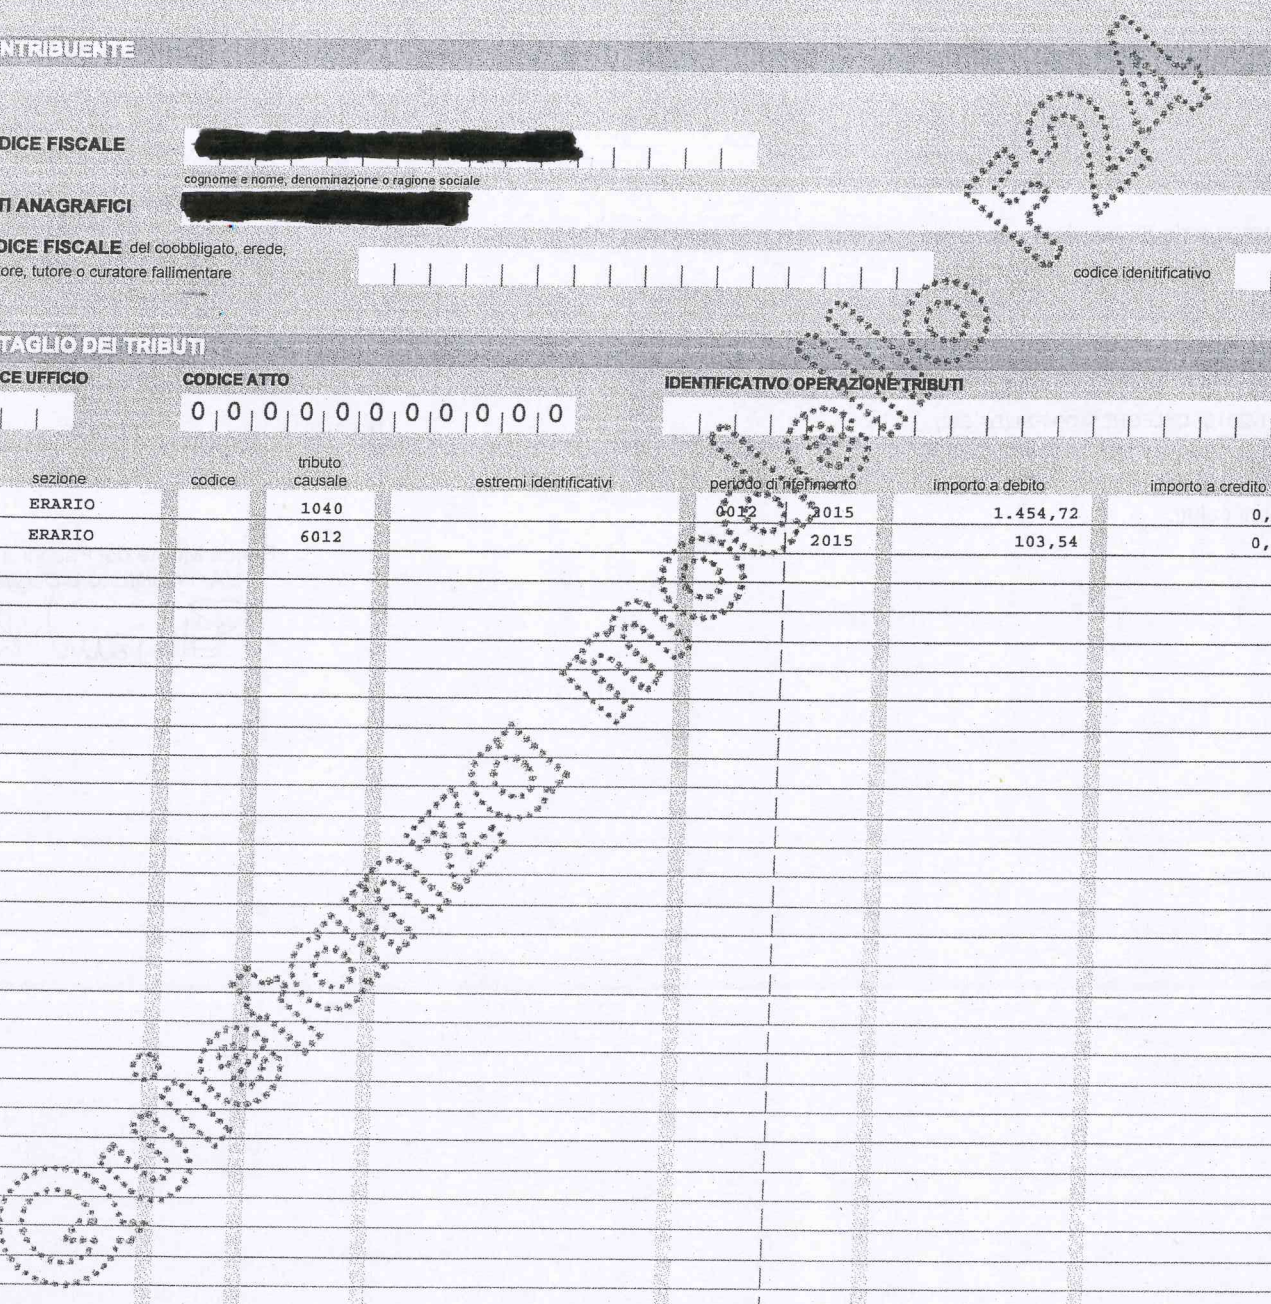 NTRIBUENTE
DICE FISCALE
cognome e nome, denominazione o ragione sociale
TI ANAGRAFICI
DICE FISCALE del coobbligato, erede,
ore, tutore o curatore fallimentare
codice idenitificativo
TAGLIO DEI TRIBUTI
CE UFFICIO CODICE ATTO IDENTIFICATIVO OPERAZIONE TRIBUTI
0 0 0 0 0 0 0 0 0 0 0
sezione codice tributo causale estremi identificativi periodo di riferimento importo a debito importo a credito
ERARIO 1040 0012 2015 1.454,72 0,
ERARIO 6012 2015 103,54 0,
Quietanza modello F24